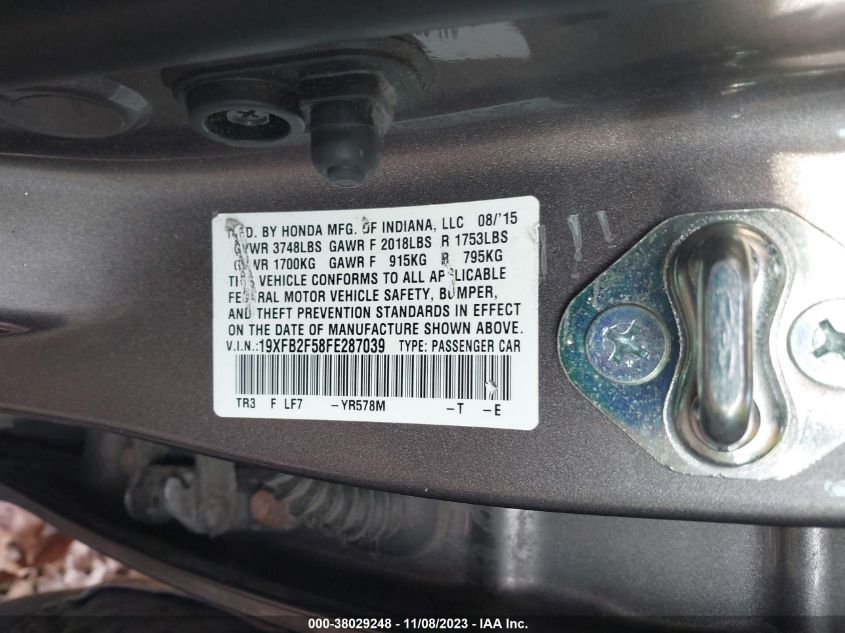 MFD. BY HONDA MFG. OF INDIANA, LLC 08/'15
GVWR 3748LBS GAWR F 2018LBS R 1753LBS
GVWR 1700KG GAWR F 915KG R 795KG
THIS VEHICLE CONFORMS TO ALL APPLICABLE
FEDERAL MOTOR VEHICLE SAFETY, BUMPER,
AND THEFT PREVENTION STANDARDS IN EFFECT
ON THE DATE OF MANUFACTURE SHOWN ABOVE.
V.I.N.:19XFB2F58FE287039 TYPE: PASSENGER CAR
TR3 F LF7 -YR578M -T -E
000-38029248 - 11/08/2023 - IAA Inc.